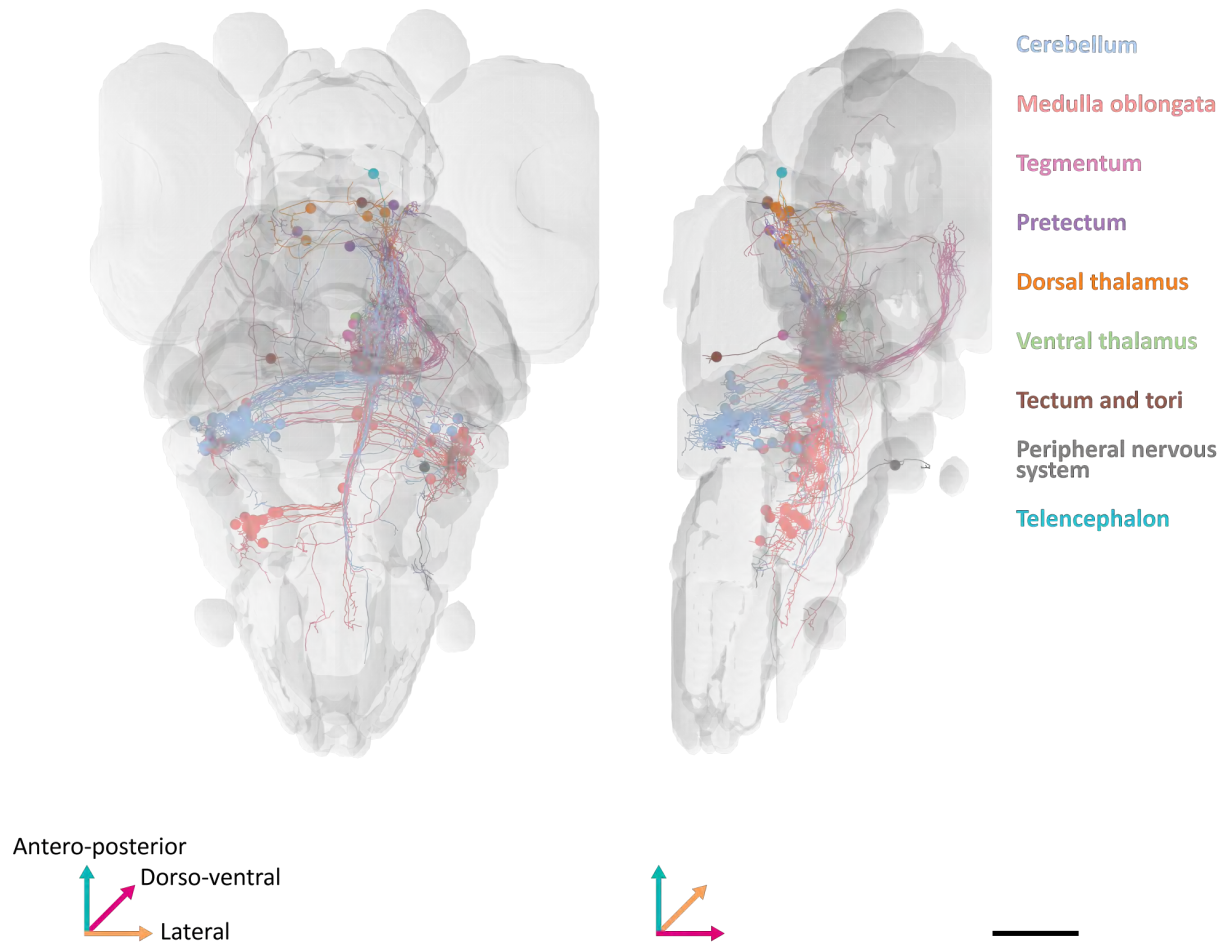 Cerebellum
Medulla oblongata
Tegmentum
Pretectum
Dorsal thalamus
Ventral thalamus
Tectum and tori
Peripheral nervous
system
Telencephalon
Antero-posterior
Dorso-ventral
Lateral